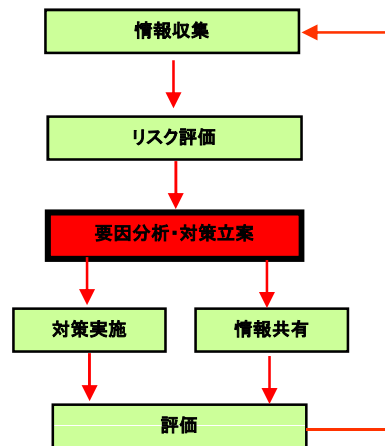 情報収集
リスク評価
要因分析・対策立案
対策実施
情報共有
評価